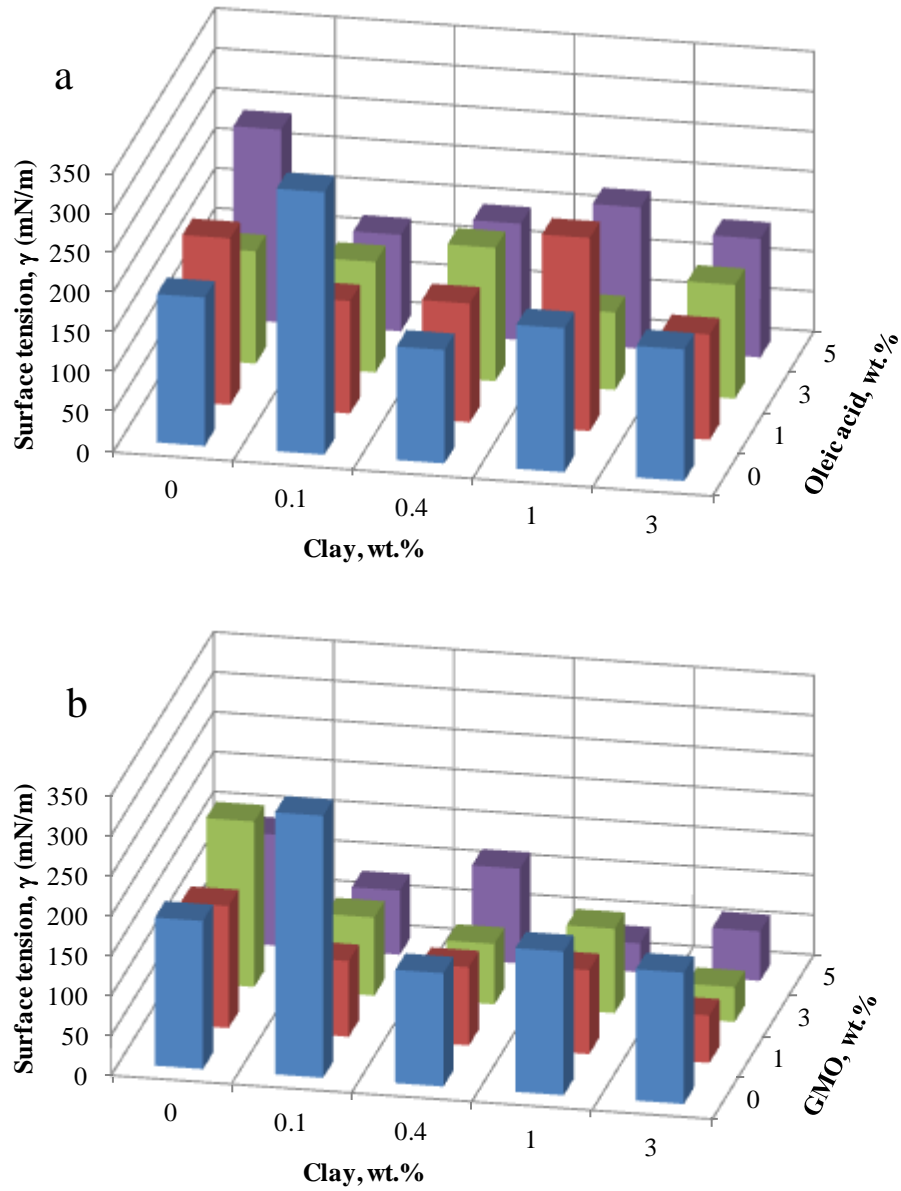 a
350
300
250
200
150
100
50
0
Surface tension, γ (mN/m)
0 0.1 0.4 1 3
Clay, wt.%
5
3
1
0
Oleic acid, wt.%
b
350
300
250
200
150
100
50
0
Surface tension, γ (mN/m)
0 0.1 0.4 1 3
Clay, wt.%
5
3
1
0
GMO, wt.%